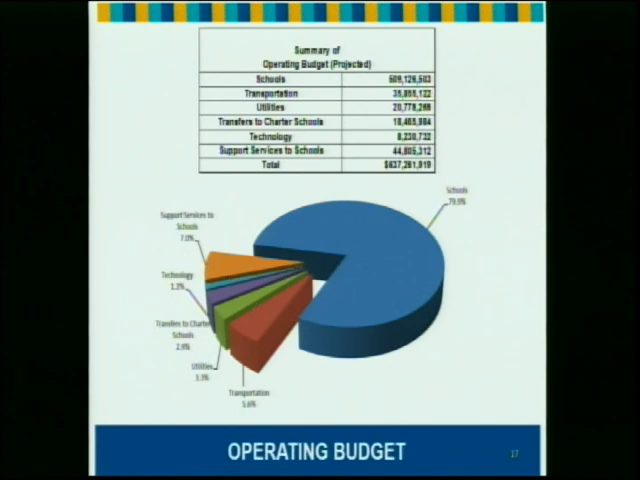 Summary of
Operating Budget (Projected)
Schools 509,126,503
Transportation 35,855,122
Utilities 20,778,266
Transfers to Charter Schools 18,465,984
Technology 8,230,732
Support Services to Schools 44,805,312
Total $637,261,919
Schools
79.9%
Support Services to
Schools
7.0%
Technology
1.3%
Transfers to Charter
Schools
2.9%
Utilities
3.3%
Transportation
5.6%
OPERATING BUDGET
17